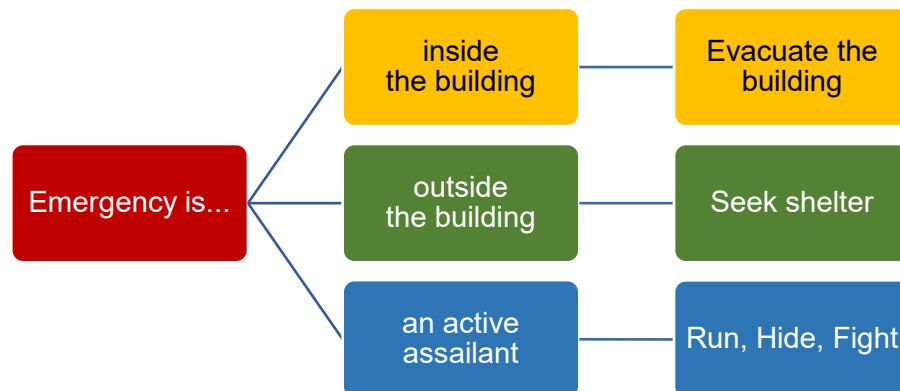 Emergency is...
inside
the building
Evacuate the
building
outside
the building
Seek shelter
an active
assailant
Run, Hide, Fight